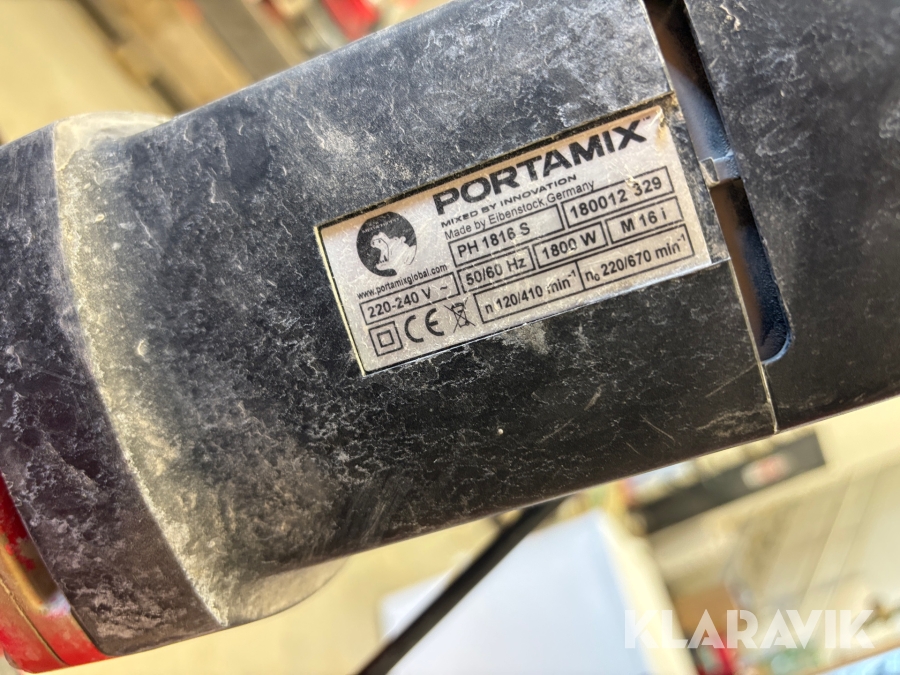 PORTAMIX™
MIXED BY INNOVATION
Made by Eibenstock, Germany
www.portamixglobal.com
PH 1816 S 180012 329
220-240 V ~ 50/60 Hz 1800 W M 16 i
CE n 120/410 min⁻¹ n₀ 220/670 min⁻¹
KLARAVIK